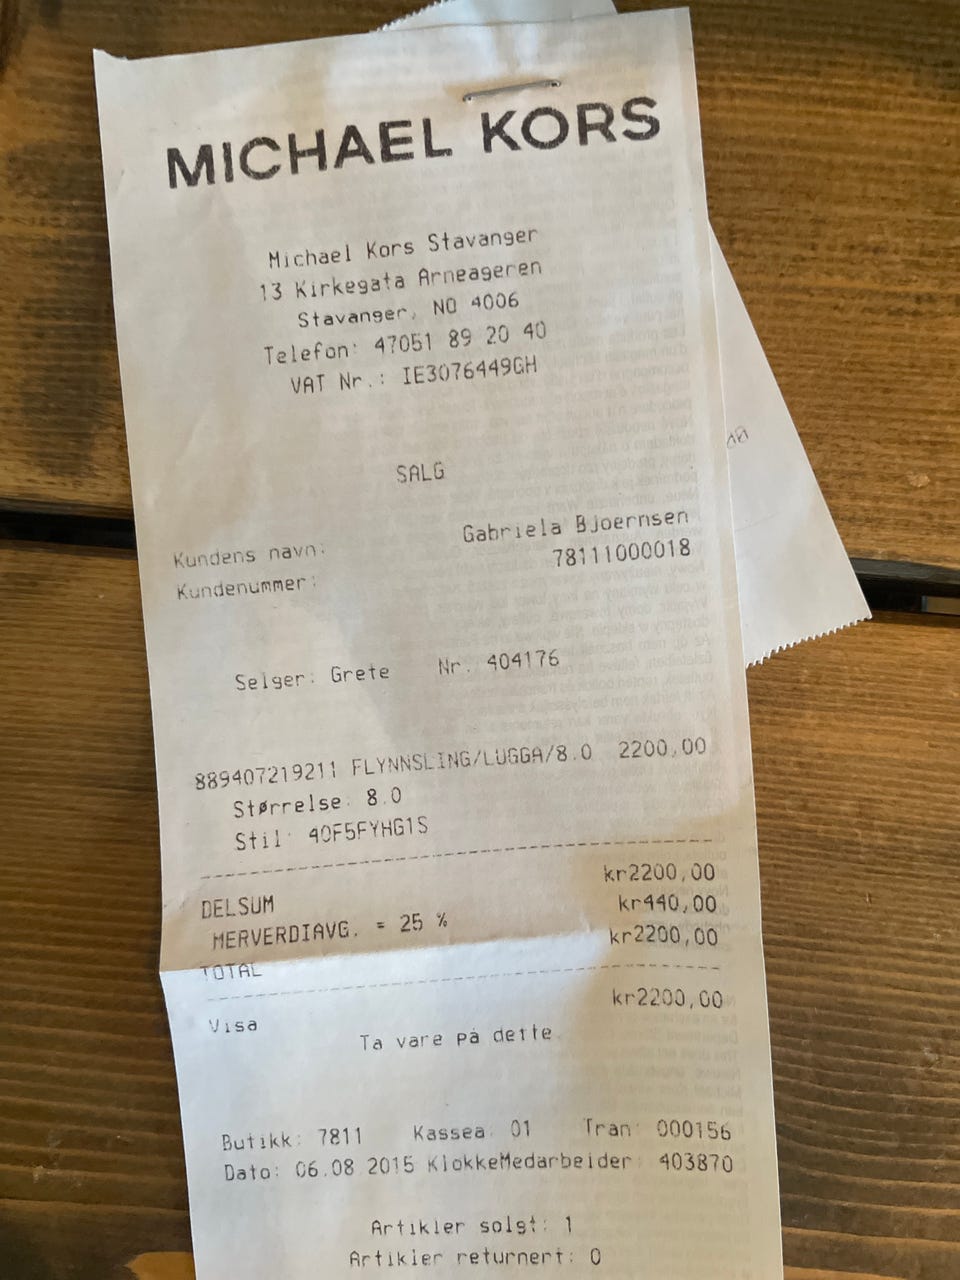 MICHAEL KORS
Michael Kors Stavanger
13 Kirkegata Arneageren
Stavanger, NO 4006
Telefon: 47051 89 20 40
VAT Nr.: IE3076449GH
SALG
Kundens navn: Gabriela Bjoernsen
Kundenummer: 78111000018
Selger: Grete Nr. 404176
889407219211 FLYNNSLING/LUGGA/8.0 2200,00
Størrelse: 8.0
Stil: 40F5FYHG1S
DELSUM kr2200,00
MERVERDIAVG. = 25 % kr440,00
TOTAL kr2200,00
Visa kr2200,00
Ta vare på dette.
Butikk: 7811 Kassea: 01 Tran: 000156
Dato: 06.08.2015 KlokkeMedarbeider: 403870
Artikler solgt: 1
Artikler returnert: 0